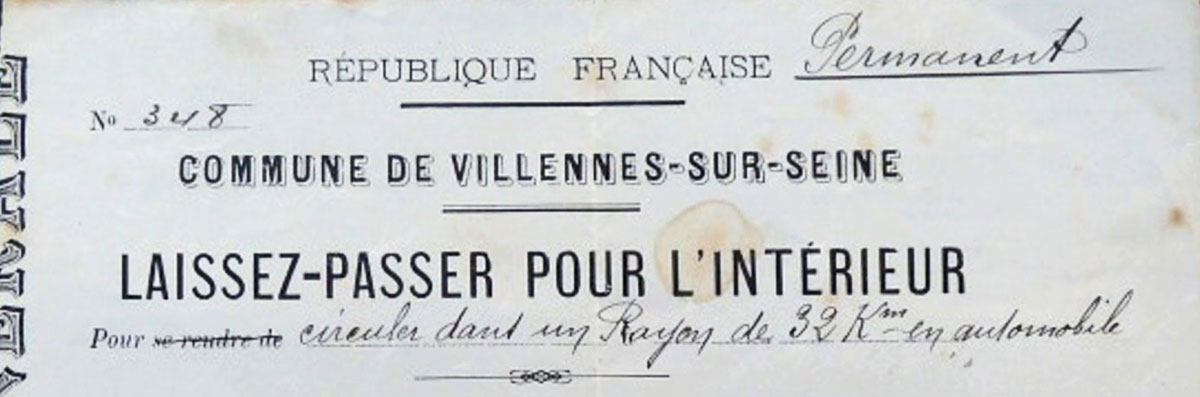 RÉPUBLIQUE FRANÇAISE Permanent
No 348
COMMUNE DE VILLENNES-SUR-SEINE
LAISSEZ-PASSER POUR L'INTÉRIEUR
Pour se rendre de circuler dans un Rayon de 32 Km en automobile